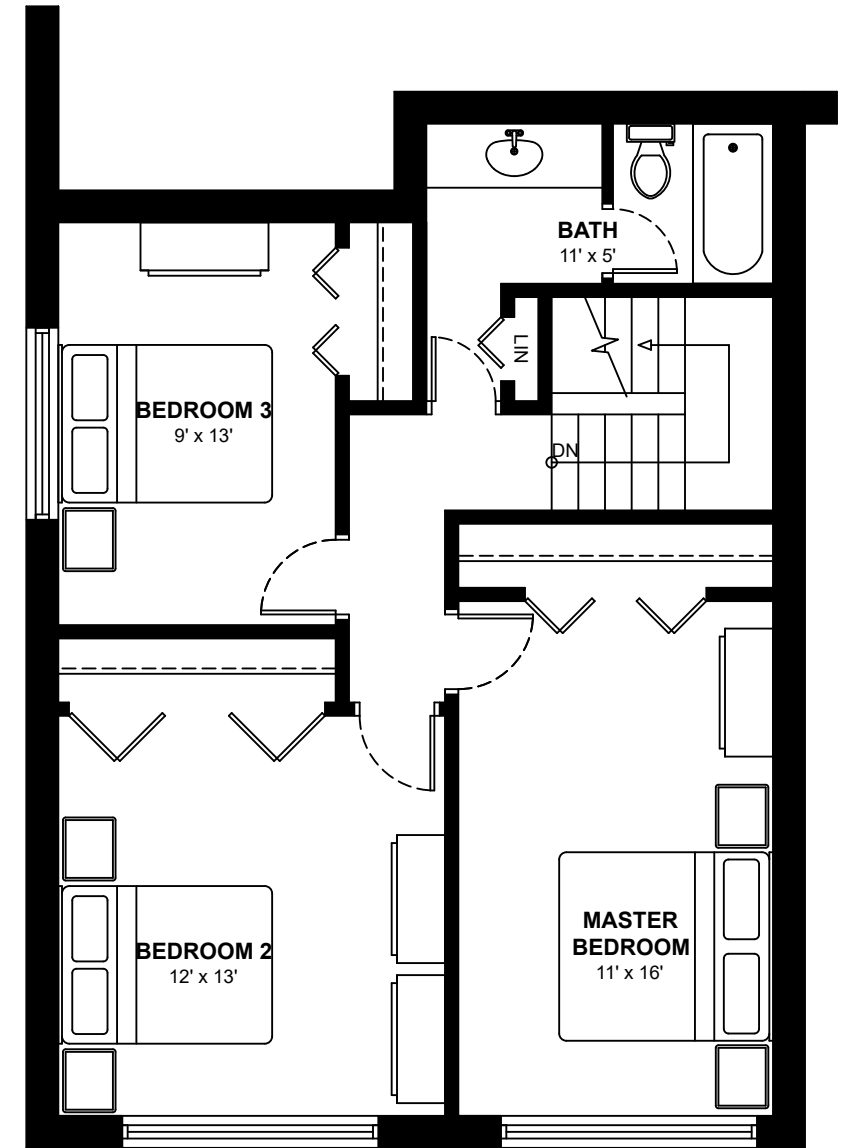 BATH
11' x 5'
LIN
BEDROOM 3
9' x 13'
DN
MASTER
BEDROOM
11' x 16'
BEDROOM 2
12' x 13'